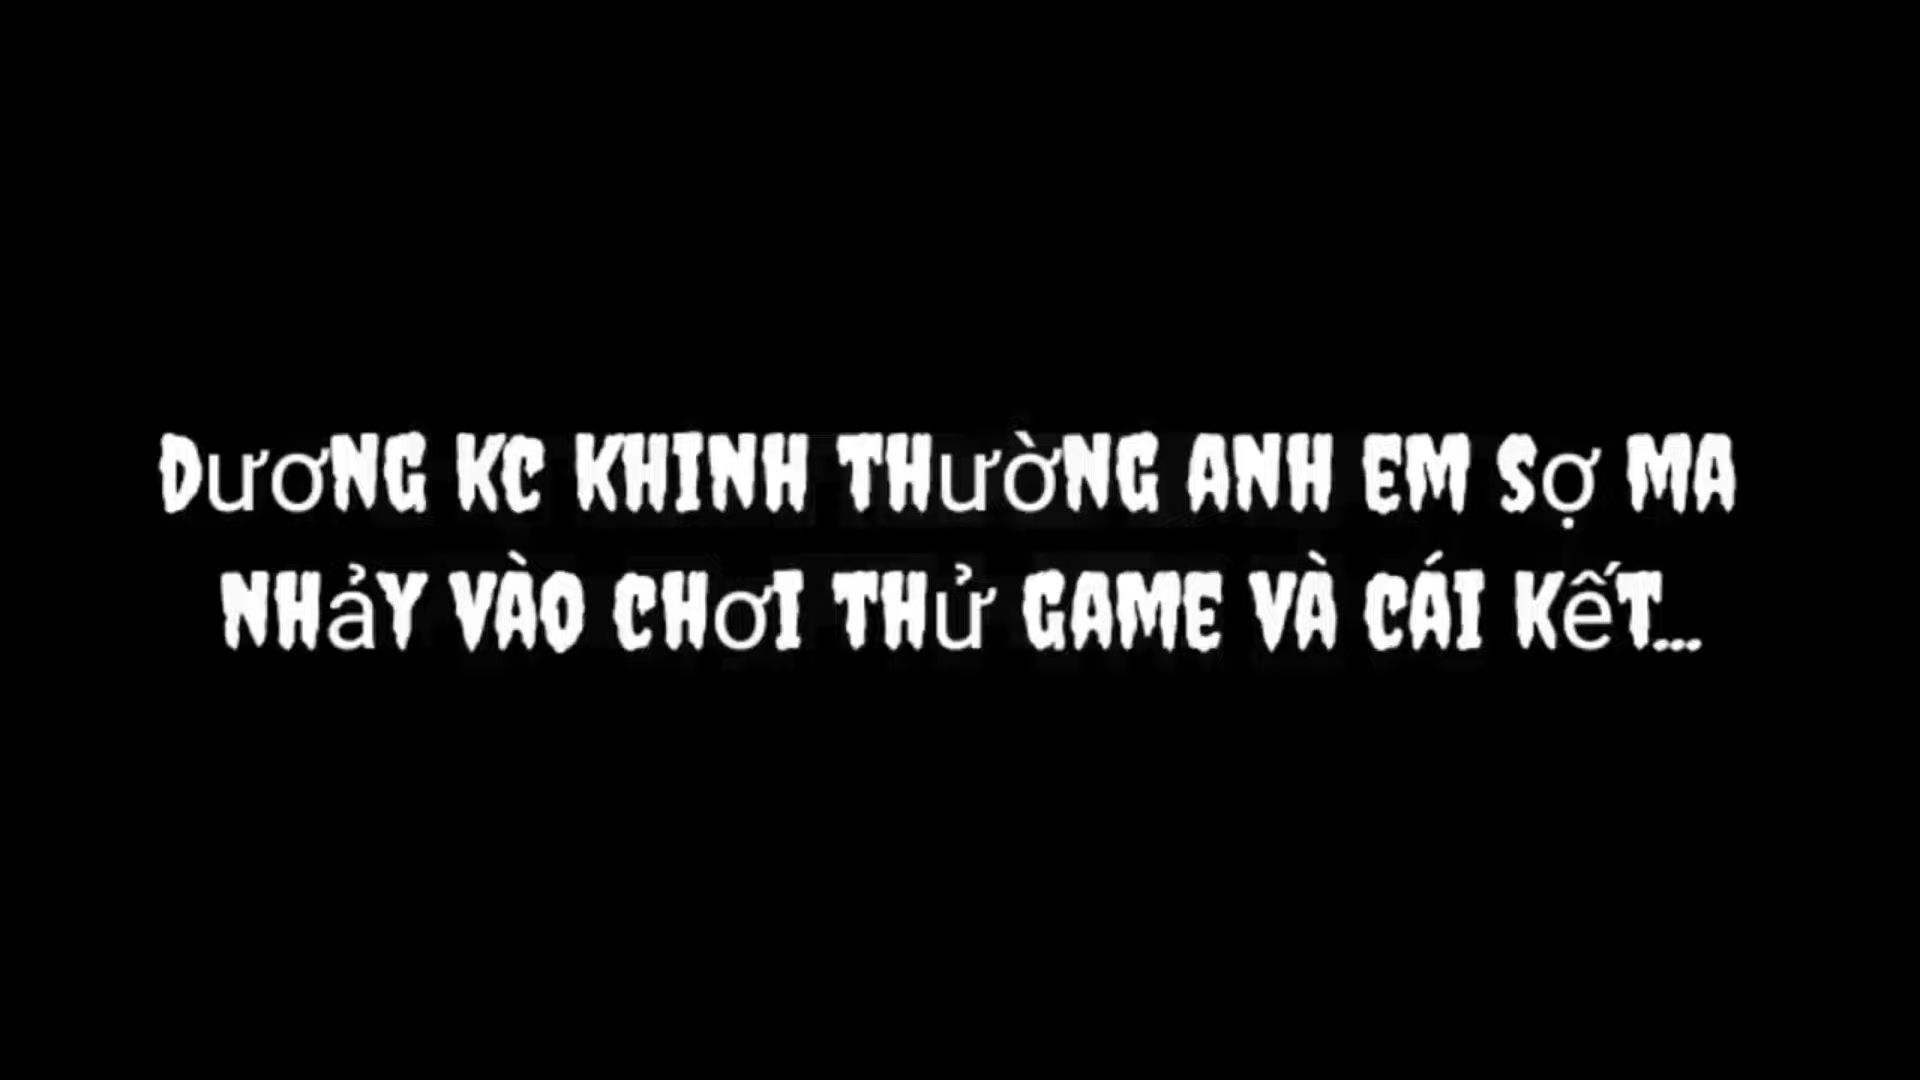 DươNG KC KHINH THườNG ANH EM Sợ MA
NHảY VÀO CHơI THử GAME VÀ CÁI KếT...